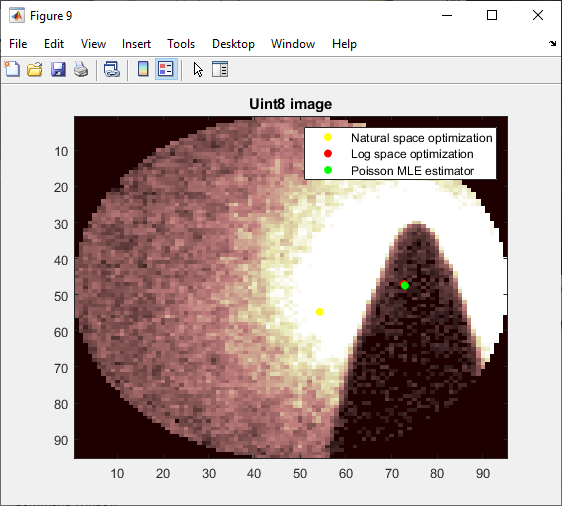 Figure 9
File Edit View Insert Tools Desktop Window Help
Uint8 image
Natural space optimization
Log space optimization
Poisson MLE estimator
10
20
30
40
50
60
70
80
90
10 20 30 40 50 60 70 80 90